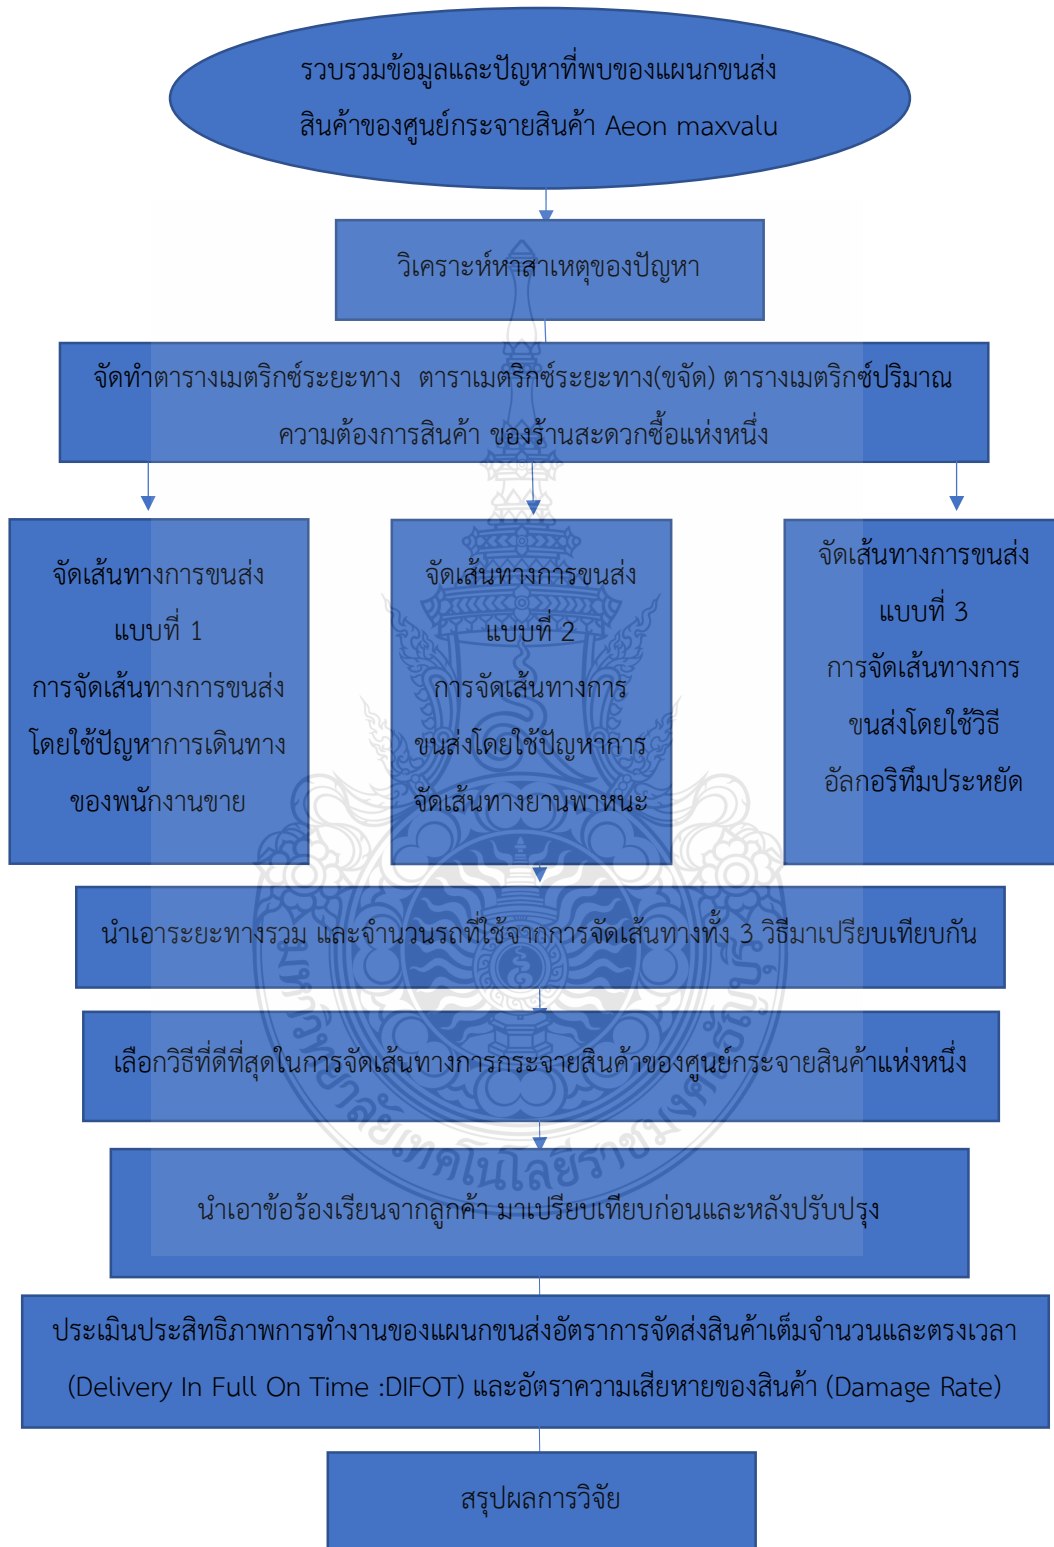 รวบรวมข้อมูลและปัญหาที่พบของแผนกขนส่ง
สินค้าของศูนย์กระจายสินค้า Aeon maxvalu
วิเคราะห์หาสาเหตุของปัญหา
จัดทำตารางเมตริกซ์ระยะทาง ตาราเมตริกซ์ระยะทาง(ขจัด) ตารางเมตริกซ์ปริมาณ
ความต้องการสินค้า ของร้านสะดวกซื้อแห่งหนึ่ง
จัดเส้นทางการขนส่ง
แบบที่ 1
การจัดเส้นทางการขนส่ง
โดยใช้ปัญหาการเดินทาง
ของพนักงานขาย
จัดเส้นทางการขนส่ง
แบบที่ 2
การจัดเส้นทางการ
ขนส่งโดยใช้ปัญหาการ
จัดเส้นทางยานพาหนะ
จัดเส้นทางการขนส่ง
แบบที่ 3
การจัดเส้นทางการ
ขนส่งโดยใช้วิธี
อัลกอริทึมประหยัด
นำเอาระยะทางรวม และจำนวนรถที่ใช้จากการจัดเส้นทางทั้ง 3 วิธีมาเปรียบเทียบกัน
เลือกวิธีที่ดีที่สุดในการจัดเส้นทางการกระจายสินค้าของศูนย์กระจายสินค้าแห่งหนึ่ง
นำเอาข้อร้องเรียนจากลูกค้า มาเปรียบเทียบก่อนและหลังปรับปรุง
ประเมินประสิทธิภาพการทำงานของแผนกขนส่งอัตราการจัดส่งสินค้าเต็มจำนวนและตรงเวลา
(Delivery In Full On Time :DIFOT) และอัตราความเสียหายของสินค้า (Damage Rate)
สรุปผลการวิจัย
มหาวิทยาลัยเทคโนโลยีราชมงคลธัญบุรี